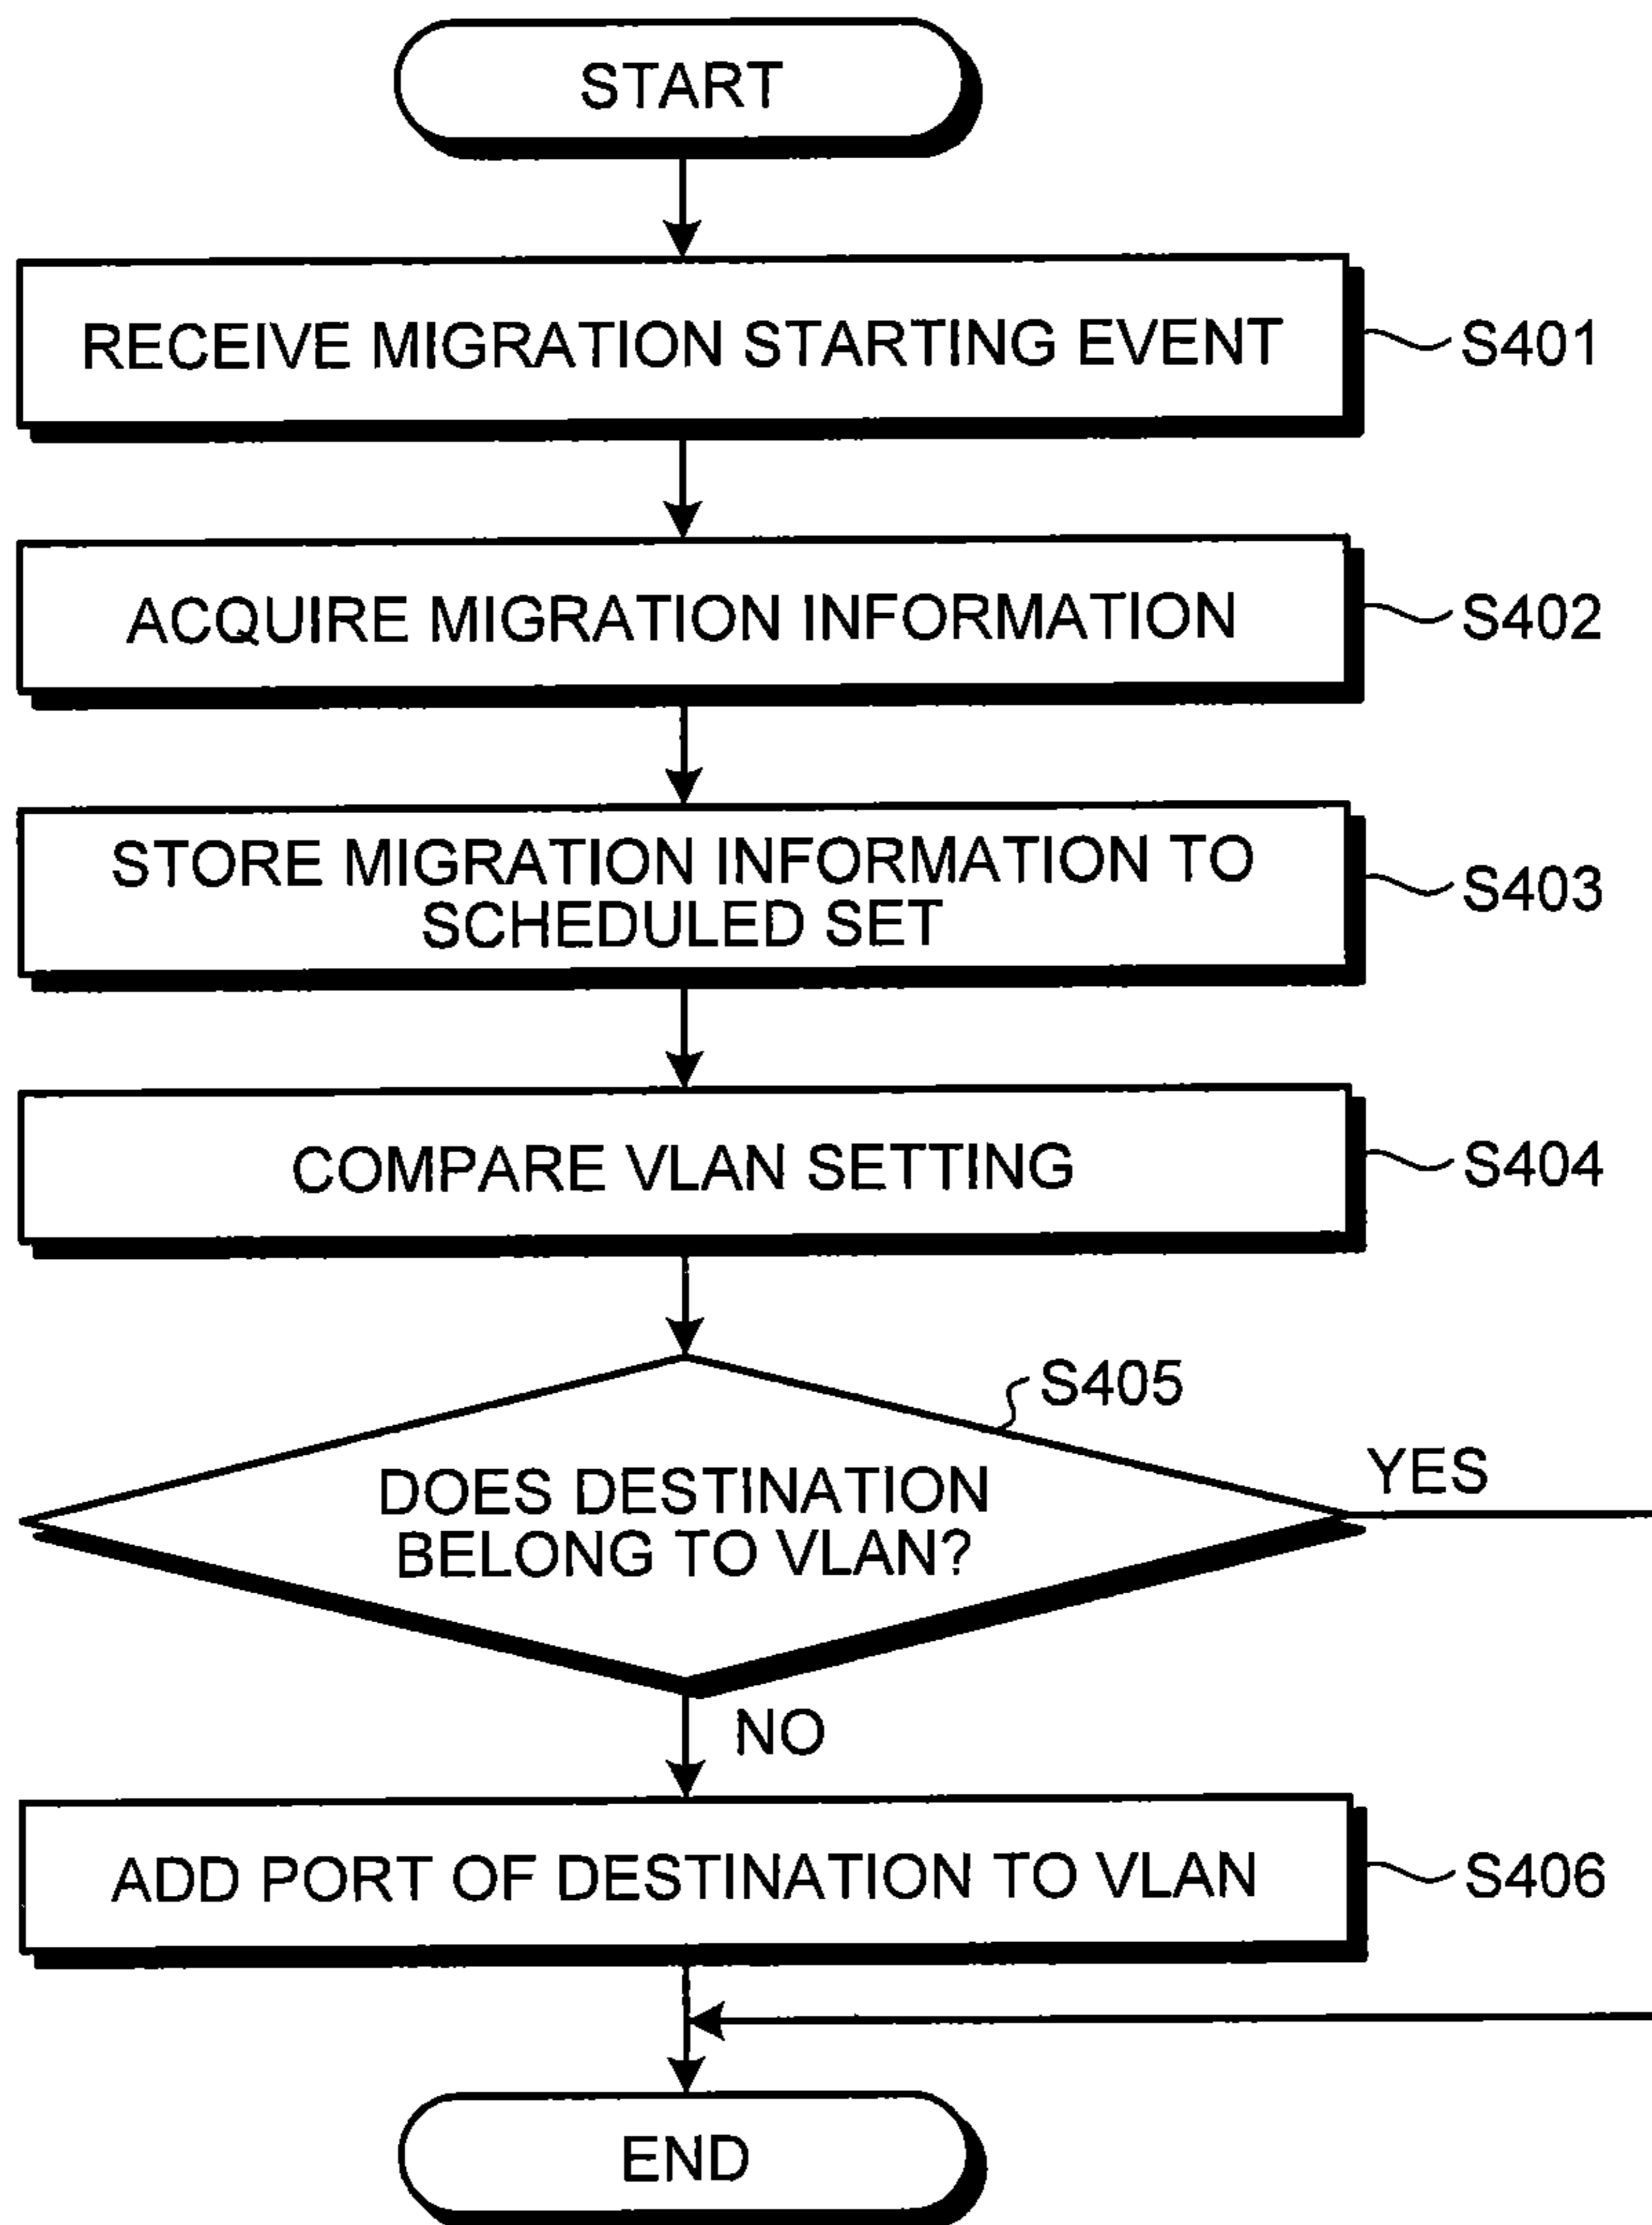 START
RECEIVE MIGRATION STARTING EVENT
S401
ACQUIRE MIGRATION INFORMATION
S402
STORE MIGRATION INFORMATION TO
SCHEDULED SET
S403
COMPARE VLAN SETTING
S404
S405
DOES DESTINATION
BELONG TO VLAN?
YES
NO
ADD PORT OF DESTINATION TO VLAN
S406
END